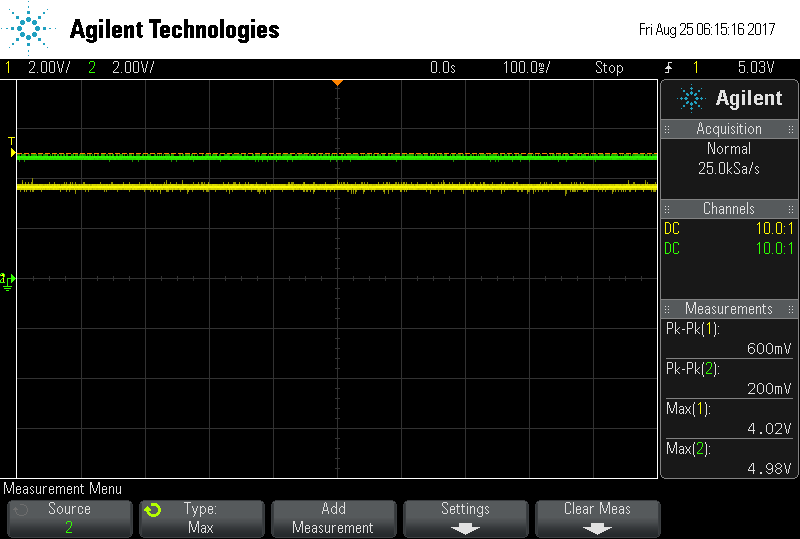 Agilent Technologies
Fri Aug 25 06:15:16 2017
1 2.00V/ 2 2.00V/ 0.0s 100.0ms/ Stop 1 5.03V
T
Agilent
Acquisition
Normal
25.0kSa/s
Channels
DC 10.0:1
DC 10.0:1
Measurements
Pk-Pk(1):
600mV
Pk-Pk(2):
200mV
Max(1):
4.02V
Max(2):
4.98V
Measurement Menu
Source
2
Type:
Max
Add
Measurement
Settings
Clear Meas